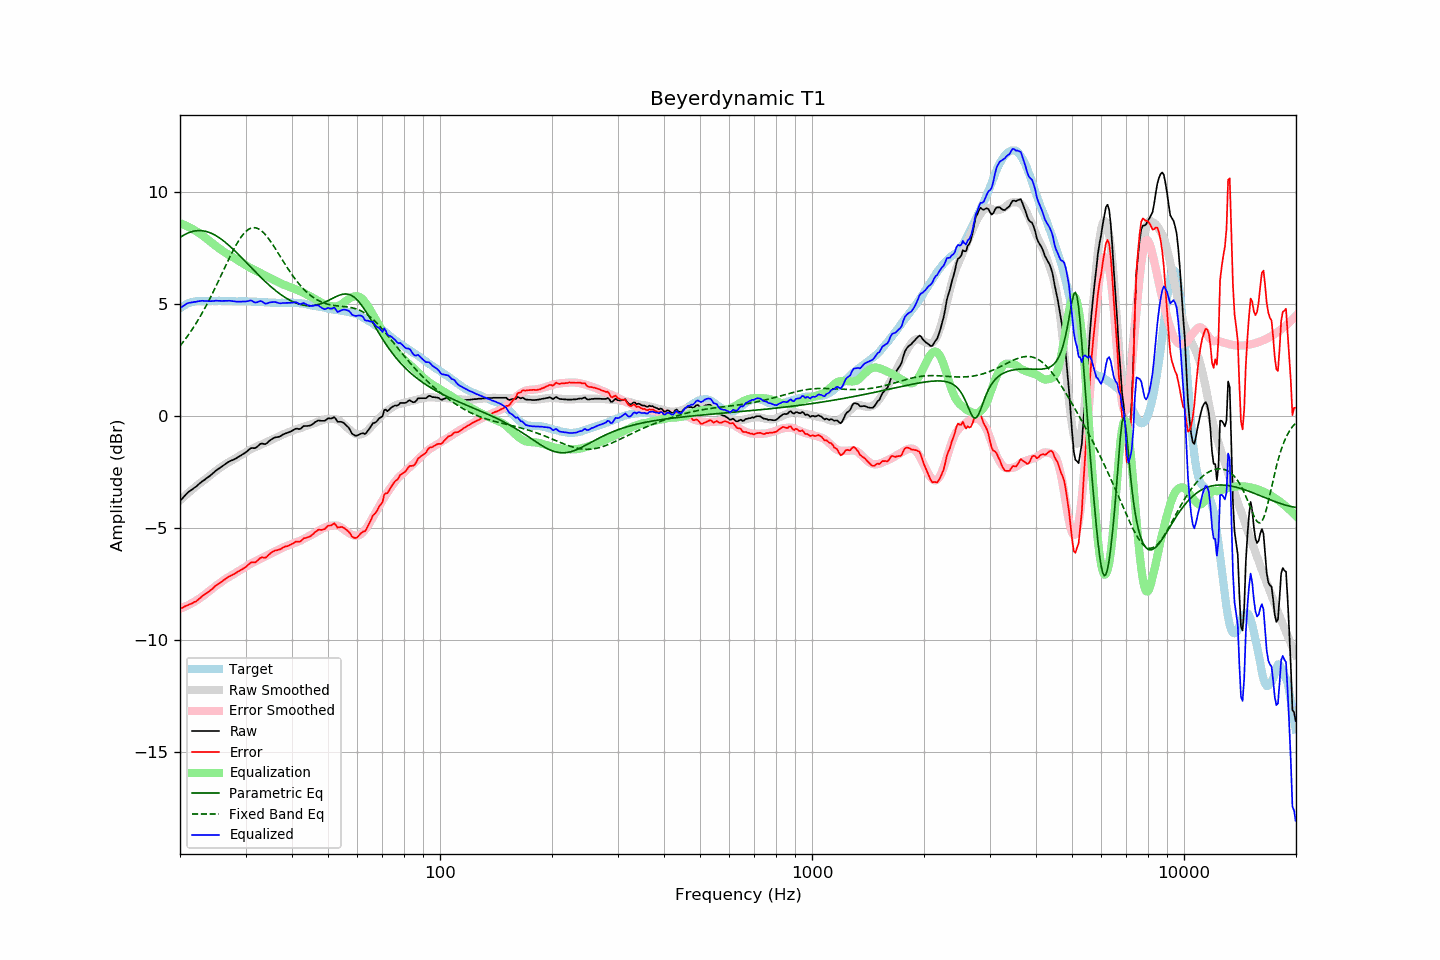 Beyerdynamic T1
10
5
0
−5
−10
−15
Amplitude (dBr)
Target
Raw Smoothed
Error Smoothed
Raw
Error
Equalization
Parametric Eq
Fixed Band Eq
Equalized
100
1000
10000
Frequency (Hz)